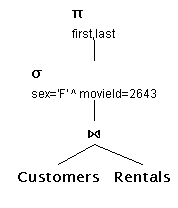 π
first,last
σ
sex='F' ^ movieId=2643
⋈
Customers Rentals